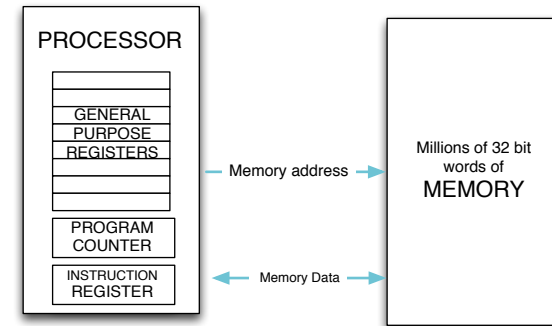 PROCESSOR
GENERAL
PURPOSE
REGISTERS
PROGRAM
COUNTER
INSTRUCTION
REGISTER
Memory address
Memory Data
Millions of 32 bit
words of
MEMORY